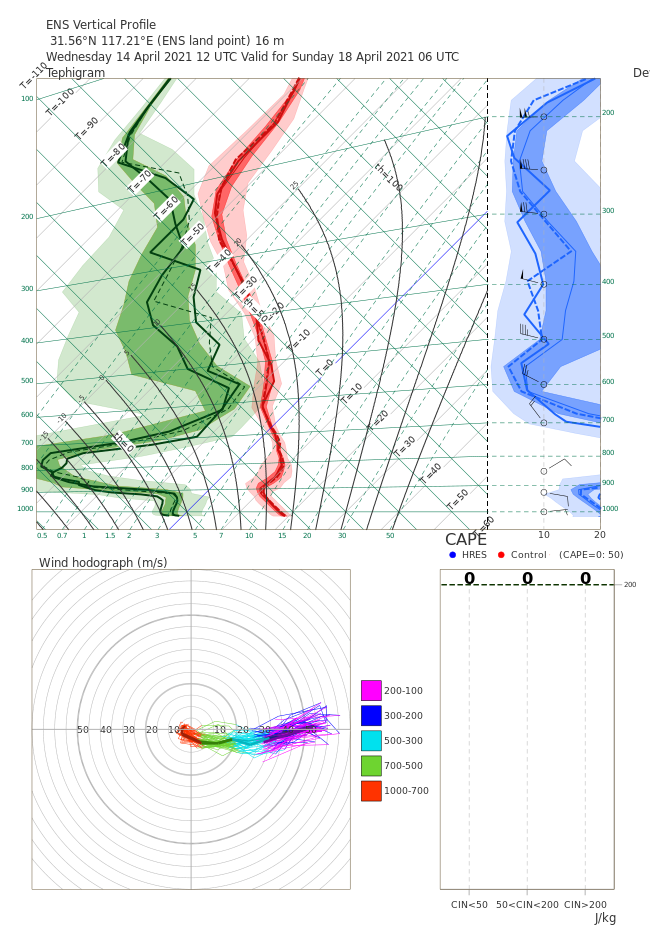 ENS Vertical Profile
31.56°N 117.21°E (ENS land point) 16 m
Wednesday 14 April 2021 12 UTC Valid for Sunday 18 April 2021 06 UTC
Tephigram De
T=-110
T=-100
T=-90
T=-80
T=-70
T=-60
T=-50
T=-40
T=-30
T=-20
T=-10
T=0
T=10
T=20
T=30
T=40
T=50
T=60
th=100
th=50
th=0
100
200
300
400
500
600
700
800
900
1000
200
300
400
500
600
700
800
900
1000
25
20
15
10
5
0.5 0.7 1 1.5 2 3 5 7 10 15 20 30 50 10 20
CAPE
HRES Control (CAPE=0: 50)
Wind hodograph (m/s)
0 0 0
200
50 40 30 20 10 10 20 30
200-100
300-200
500-300
700-500
1000-700
CIN<50 50<CIN<200 CIN>200
J/kg